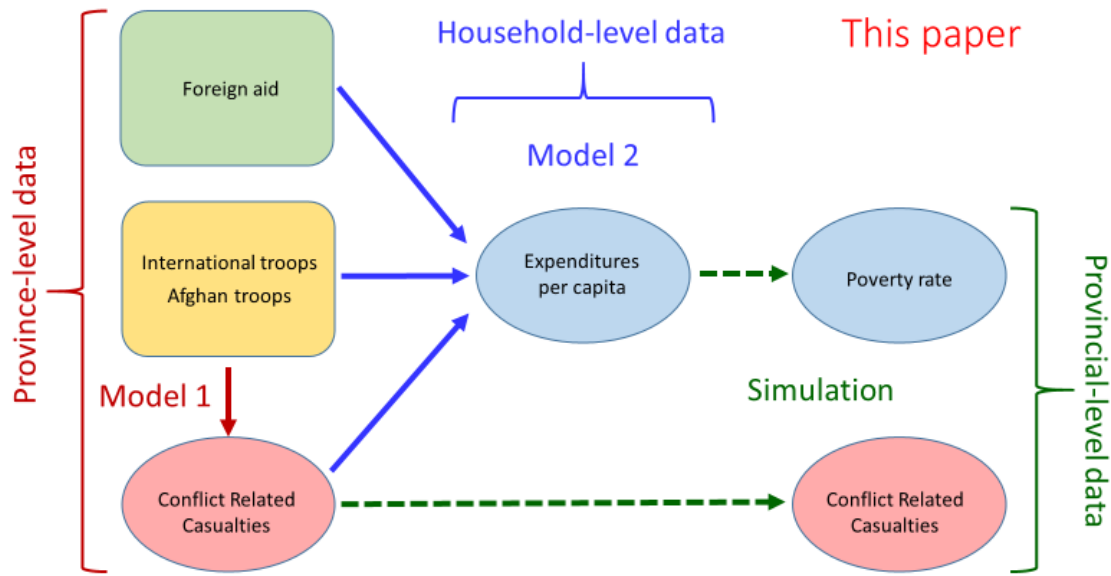 Household-level data
This paper
Foreign aid
Model 2
Province-level data
International troops
Afghan troops
Expenditures
per capita
Poverty rate
Model 1
Simulation
Provincial-level data
Conflict Related
Casualties
Conflict Related
Casualties